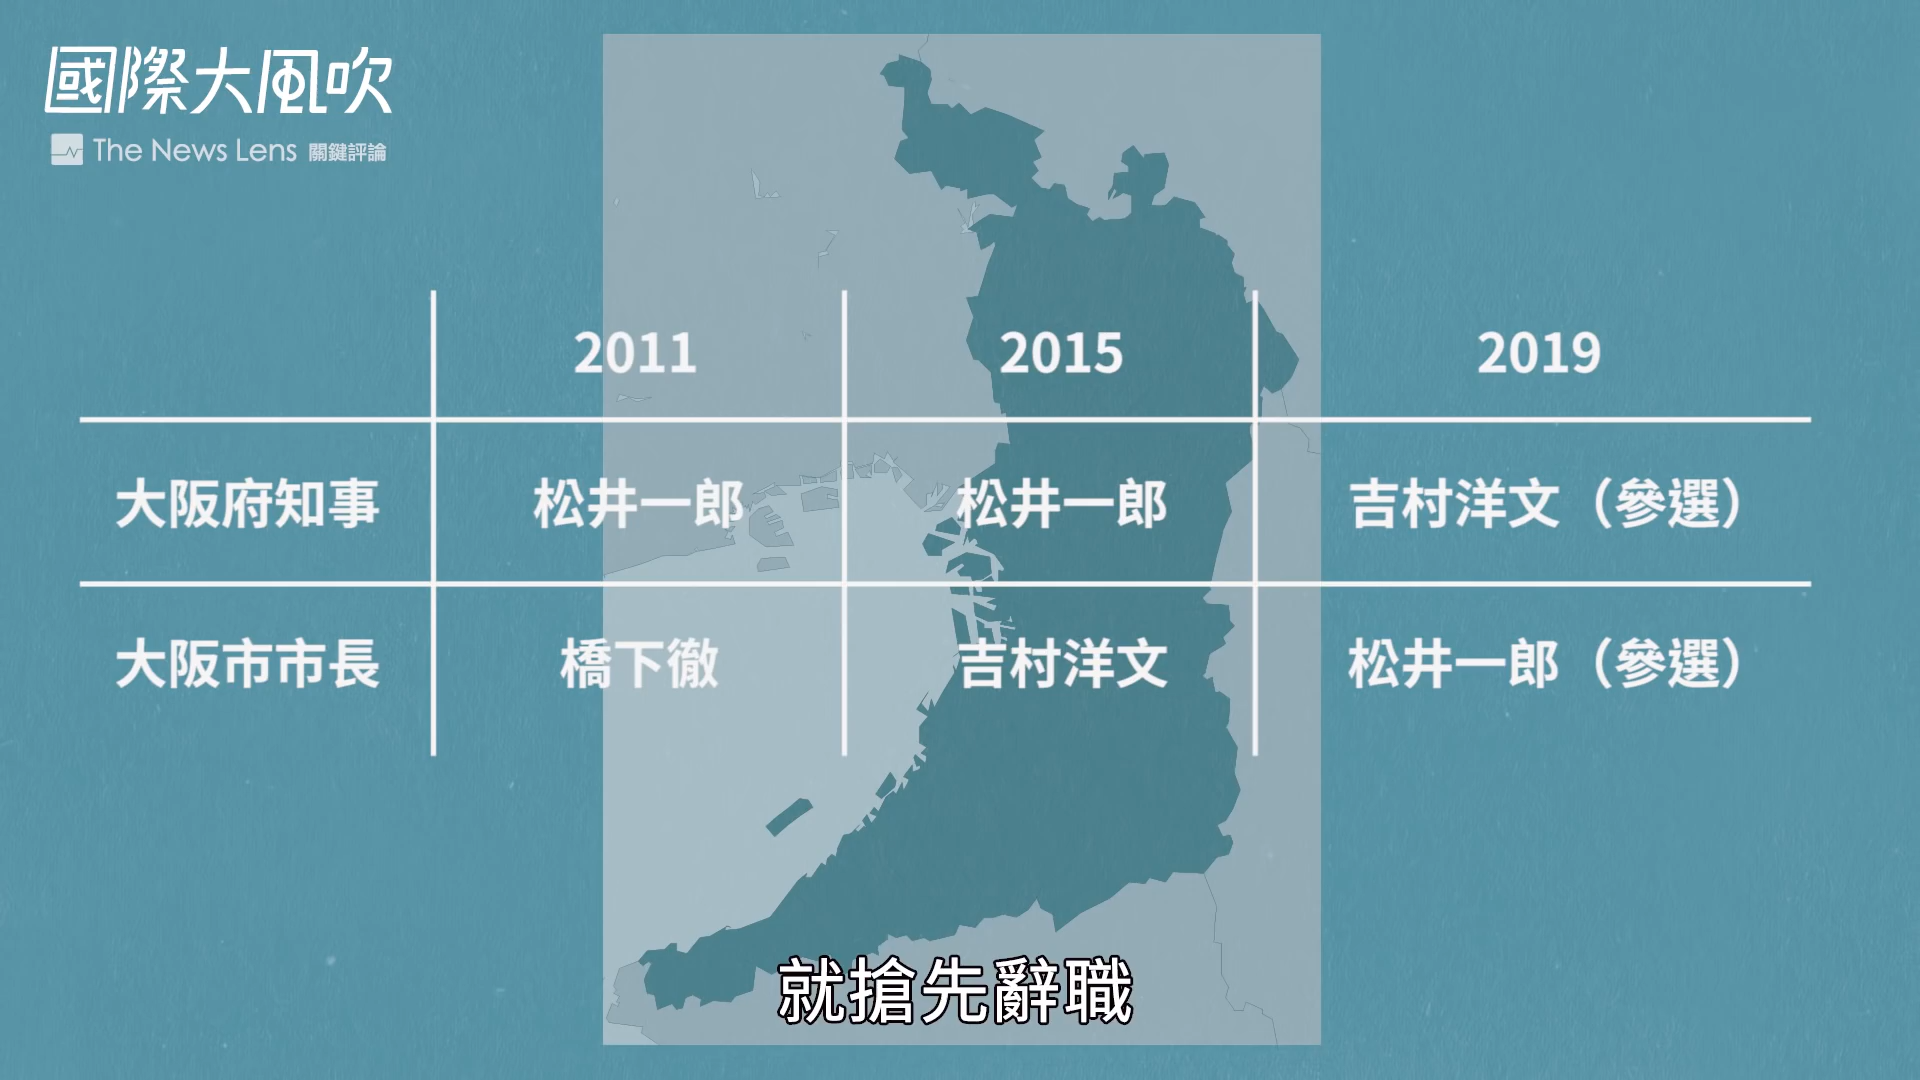 國際大風吹
The News Lens 關鍵評論
2011 2015 2019
大阪府知事 松井一郎 松井一郎 吉村洋文（參選）
大阪市市長 橋下徹 吉村洋文 松井一郎（參選）
就搶先辭職